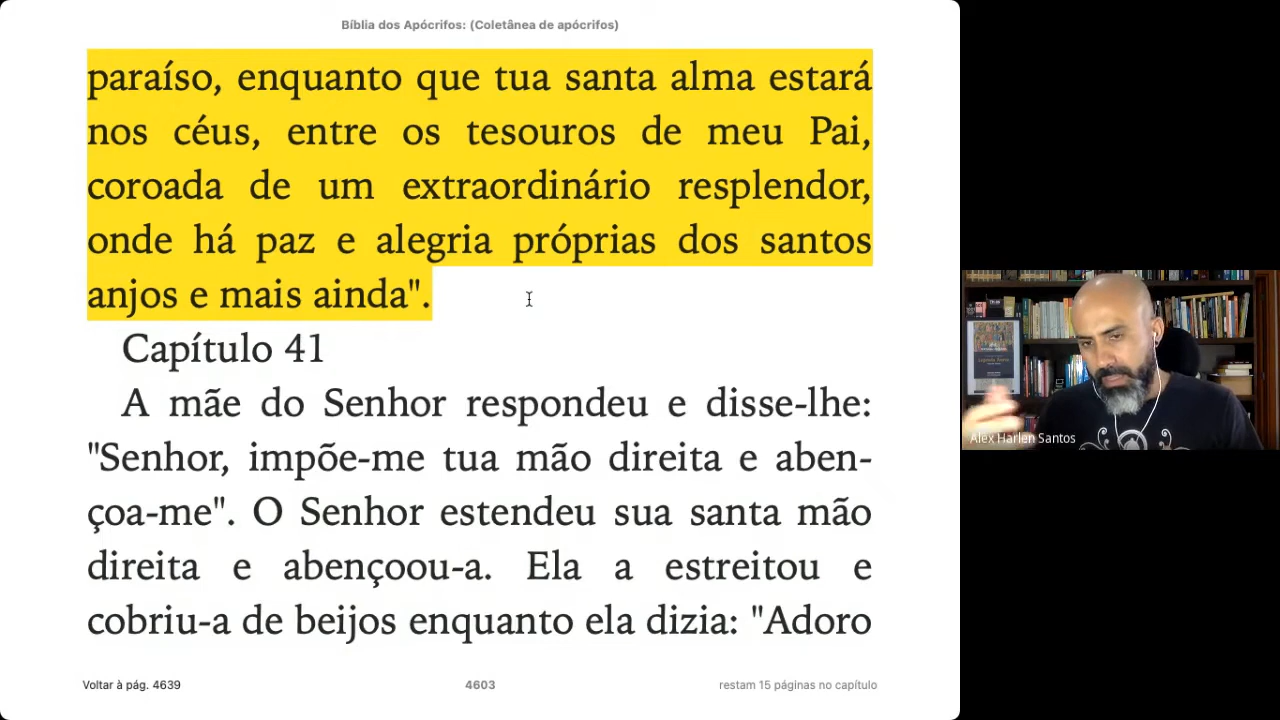 Bíblia dos Apócrifos: (Coletânea de apócrifos)
paraíso, enquanto que tua santa alma estará
nos céus, entre os tesouros de meu Pai,
coroada de um extraordinário resplendor,
onde há paz e alegria próprias dos santos
anjos e mais ainda".
Capítulo 41
A mãe do Senhor respondeu e disse-lhe:
"Senhor, impõe-me tua mão direita e aben-
çoa-me". O Senhor estendeu sua santa mão
direita e abençoou-a. Ela a estreitou e
cobriu-a de beijos enquanto ela dizia: "Adoro
Voltar à pág. 4639
4603
restam 15 páginas no capítulo
Alex Harlen Santos